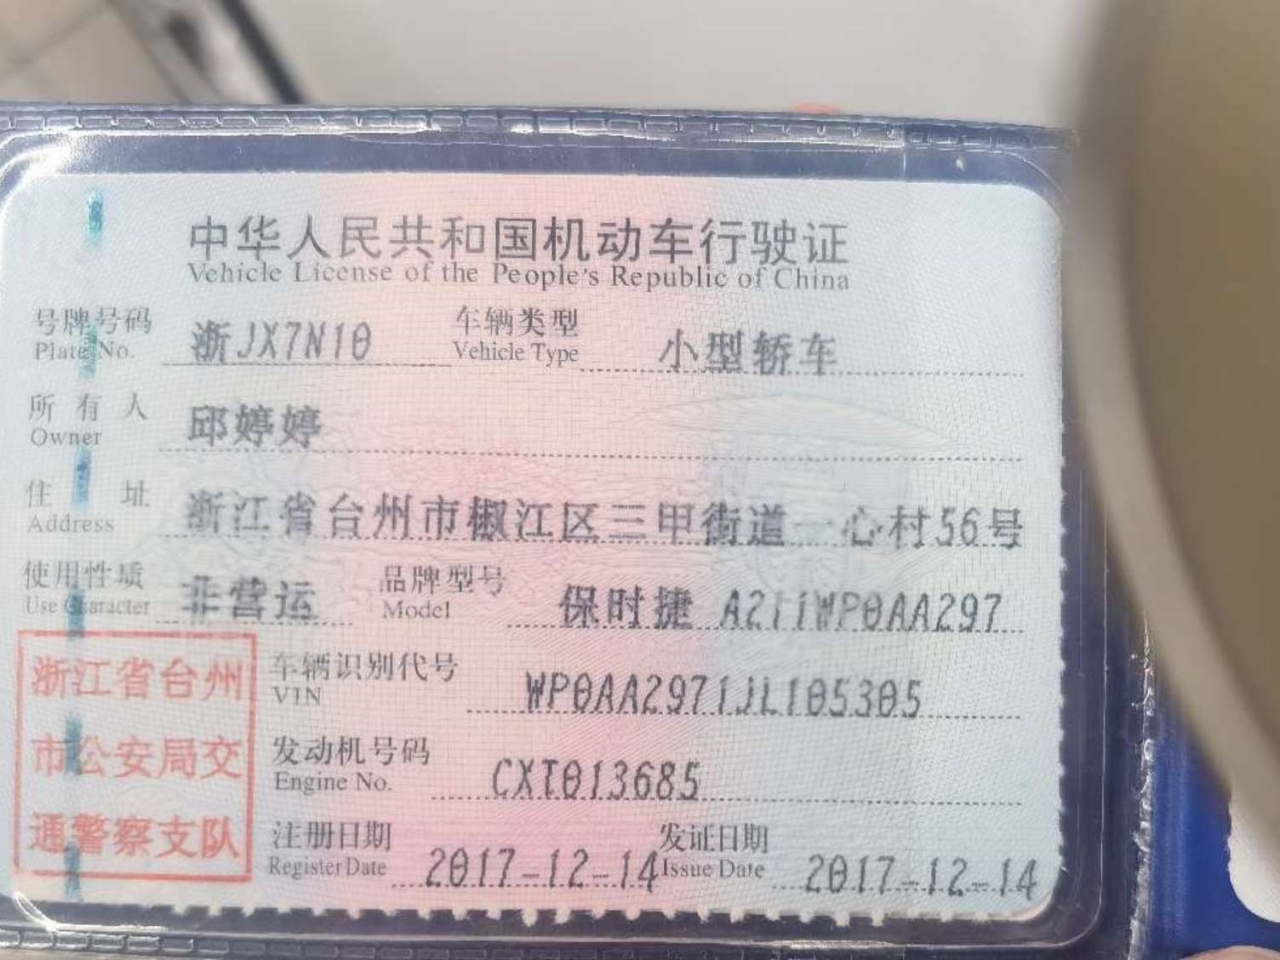 中华人民共和国机动车行驶证
Vehicle License of the People's Republic of China
号牌号码 浙JX7N10 车辆类型 小型轿车
Plate No. Vehicle Type
所有人 邱婷婷
Owner
住址 浙江省台州市椒江区三甲街道一心村56号
Address
使用性质 非营运 品牌型号 保时捷 A211WP0AA297
Use Character Model
车辆识别代号 WP0AA2971JL105305
VIN
发动机号码 CXT013685
Engine No.
注册日期 2017-12-14 发证日期 2017-12-14
Register Date Issue Date
浙江省台州
市公安局交
通警察支队